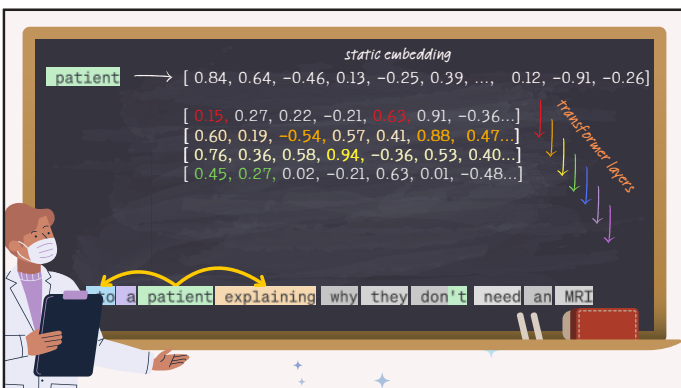 static embedding
patient [ 0.84, 0.64, −0.46, 0.13, −0.25, 0.39, ..., 0.12, −0.91, −0.26]
[ 0.15, 0.27, 0.22, −0.21, 0.63, 0.91, −0.36...]
[ 0.60, 0.19, −0.54, 0.57, 0.41, 0.88, 0.47...]
[ 0.76, 0.36, 0.58, 0.94, −0.36, 0.53, 0.40...]
[ 0.45, 0.27, 0.02, −0.21, 0.63, 0.01, −0.48...]
transformer layers
to a patient explaining why they don't need an MRI